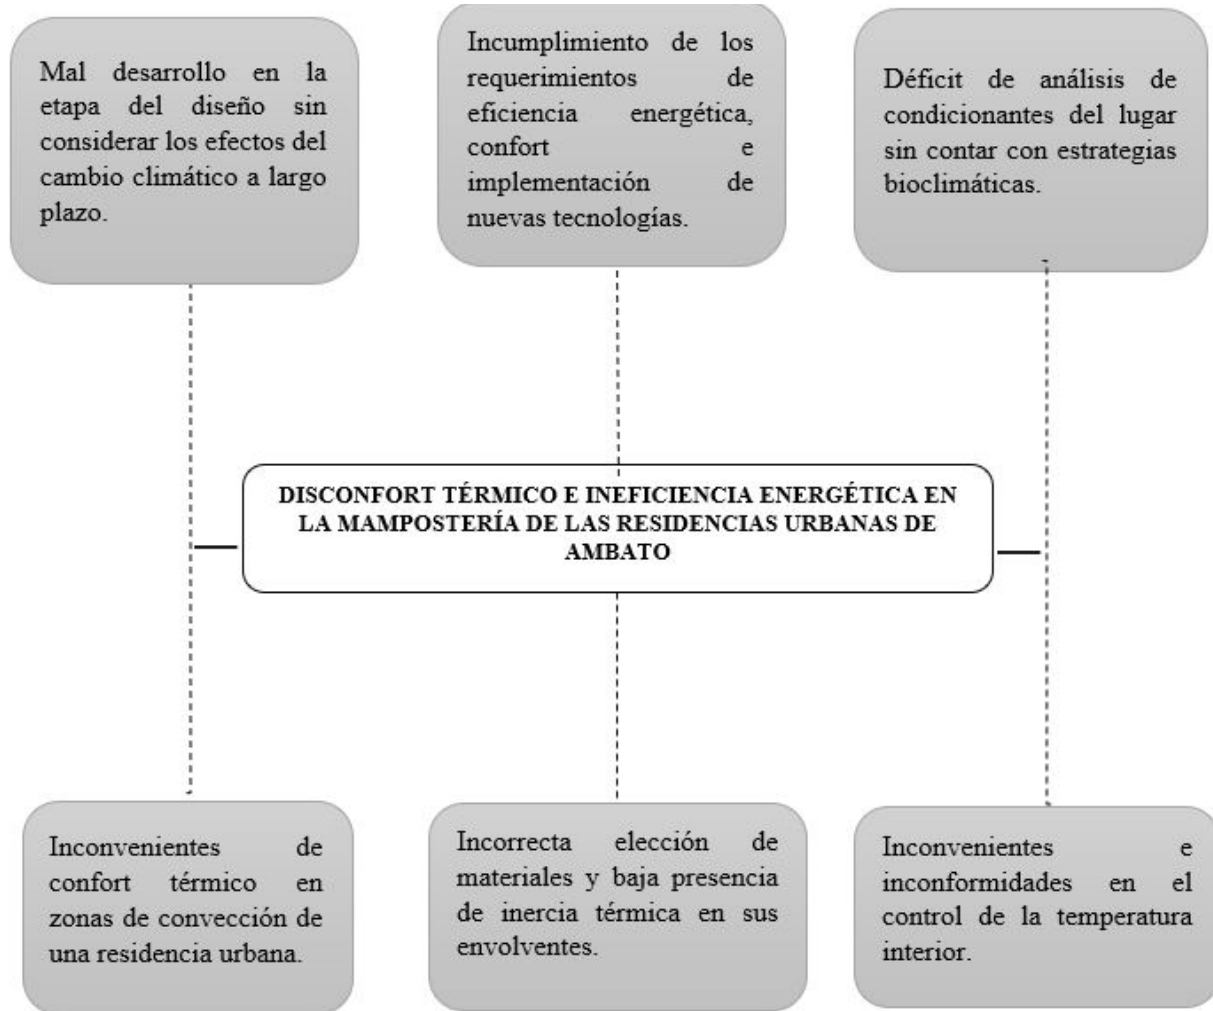 Mal desarrollo en la
etapa del diseño sin
considerar los efectos del
cambio climático a largo
plazo.
Incumplimiento de los
requerimientos de
eficiencia energética,
confort e
implementación de
nuevas tecnologías.
Déficit de análisis de
condicionantes del lugar
sin contar con estrategias
bioclimáticas.
DISCONFORT TÉRMICO E INEFICIENCIA ENERGÉTICA EN
LA MAMPOSTERÍA DE LAS RESIDENCIAS URBANAS DE
AMBATO
Inconvenientes de
confort térmico en
zonas de convección de
una residencia urbana.
Incorrecta elección de
materiales y baja presencia
de inercia térmica en sus
envolventes.
Inconvenientes e
inconformidades en el
control de la temperatura
interior.